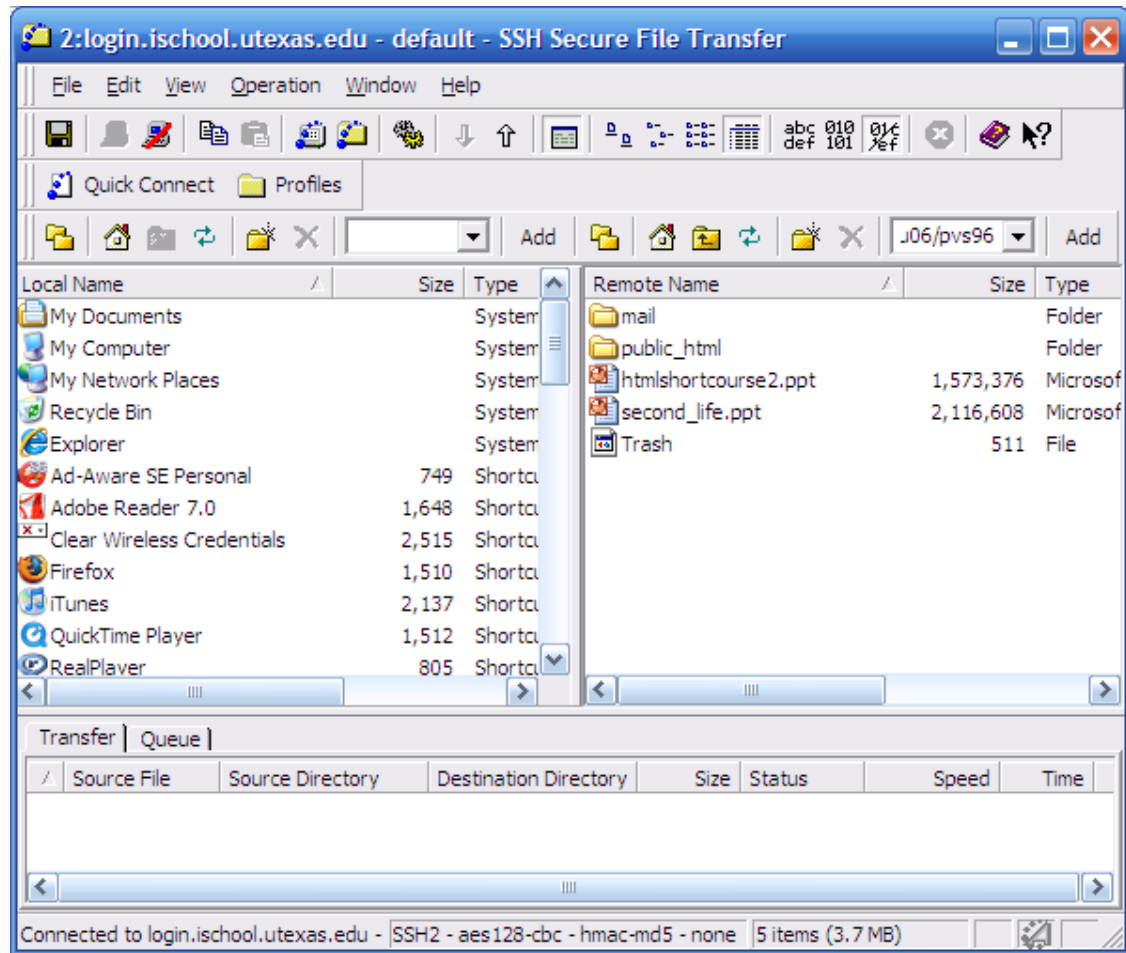 2:login.ischool.utexas.edu - default - SSH Secure File Transfer
File Edit View Operation Window Help
abc def 010 101
Quick Connect Profiles
Add J06/pvs96 Add
Local Name Size Type Remote Name Size Type
My Documents System mail Folder
My Computer System public_html Folder
My Network Places System htmlshortcourse2.ppt 1,573,376 Microsof
Recycle Bin System second_life.ppt 2,116,608 Microsof
Explorer System Trash 511 File
Ad-Aware SE Personal 749 Shortcu
Adobe Reader 7.0 1,648 Shortcu
Clear Wireless Credentials 2,515 Shortcu
Firefox 1,510 Shortcu
iTunes 2,137 Shortcu
QuickTime Player 1,512 Shortcu
RealPlayer 805 Shortcu
Transfer Queue
Source File Source Directory Destination Directory Size Status Speed Time
Connected to login.ischool.utexas.edu - SSH2 - aes128-cbc - hmac-md5 - none 5 items (3.7 MB)